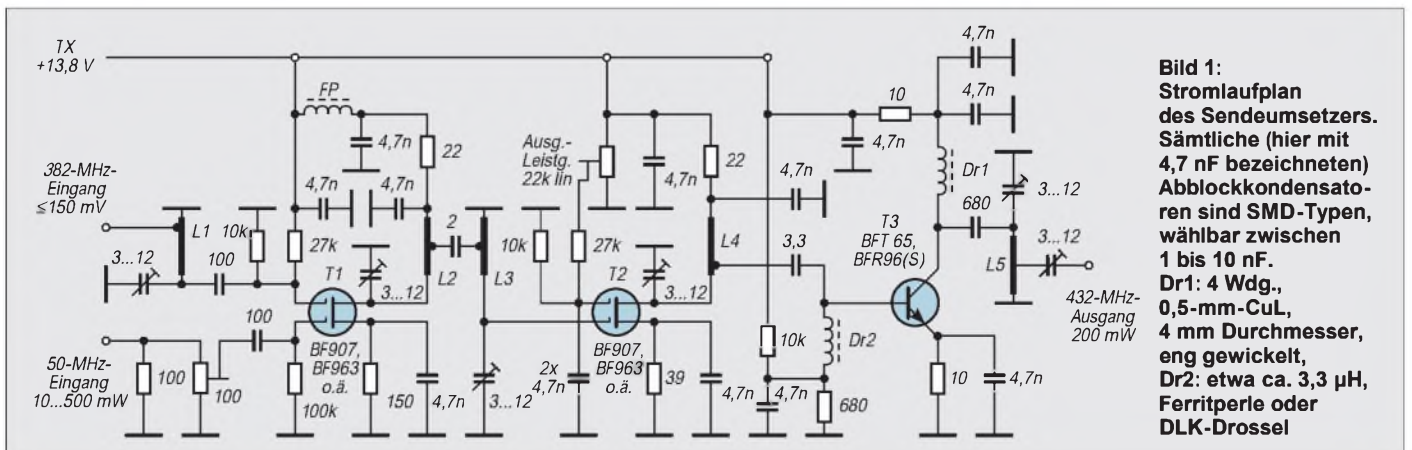 TX
+13,8 V
FP
4,7n
22
4,7n
4,7n
382-MHz-
Eingang
≤150 mV
L1
10k
27k
3...12
100
T1
3...12
L2
2
L3
BF907,
BF963
o.ä.
100
50-MHz-
Eingang
10...500 mW
100
100
100k
150
4,7n
3...12
Ausg.-
Leistg.
22k lin
4,7n
22
10k
27k
T2
3...12
L4
4,7n
3,3
BF907,
BF963
o.ä.
2x
4,7n
39
4,7n
10k
4,7n
680
Dr2
10
4,7n
4,7n
4,7n
Dr1
3...12
680
T3
BFT 65,
BFR96(S)
L5
3...12
432-MHz-
Ausgang
200 mW
10
4,7n
Bild 1:
Stromlaufplan
des Sendeumsetzers.
Sämtliche (hier mit
4,7 nF bezeichneten)
Abblockkondensato-
ren sind SMD-Typen,
wählbar zwischen
1 bis 10 nF.
Dr1: 4 Wdg.,
0,5-mm-CuL,
4 mm Durchmesser,
eng gewickelt,
Dr2: etwa ca. 3,3 µH,
Ferritperle oder
DLK-Drossel